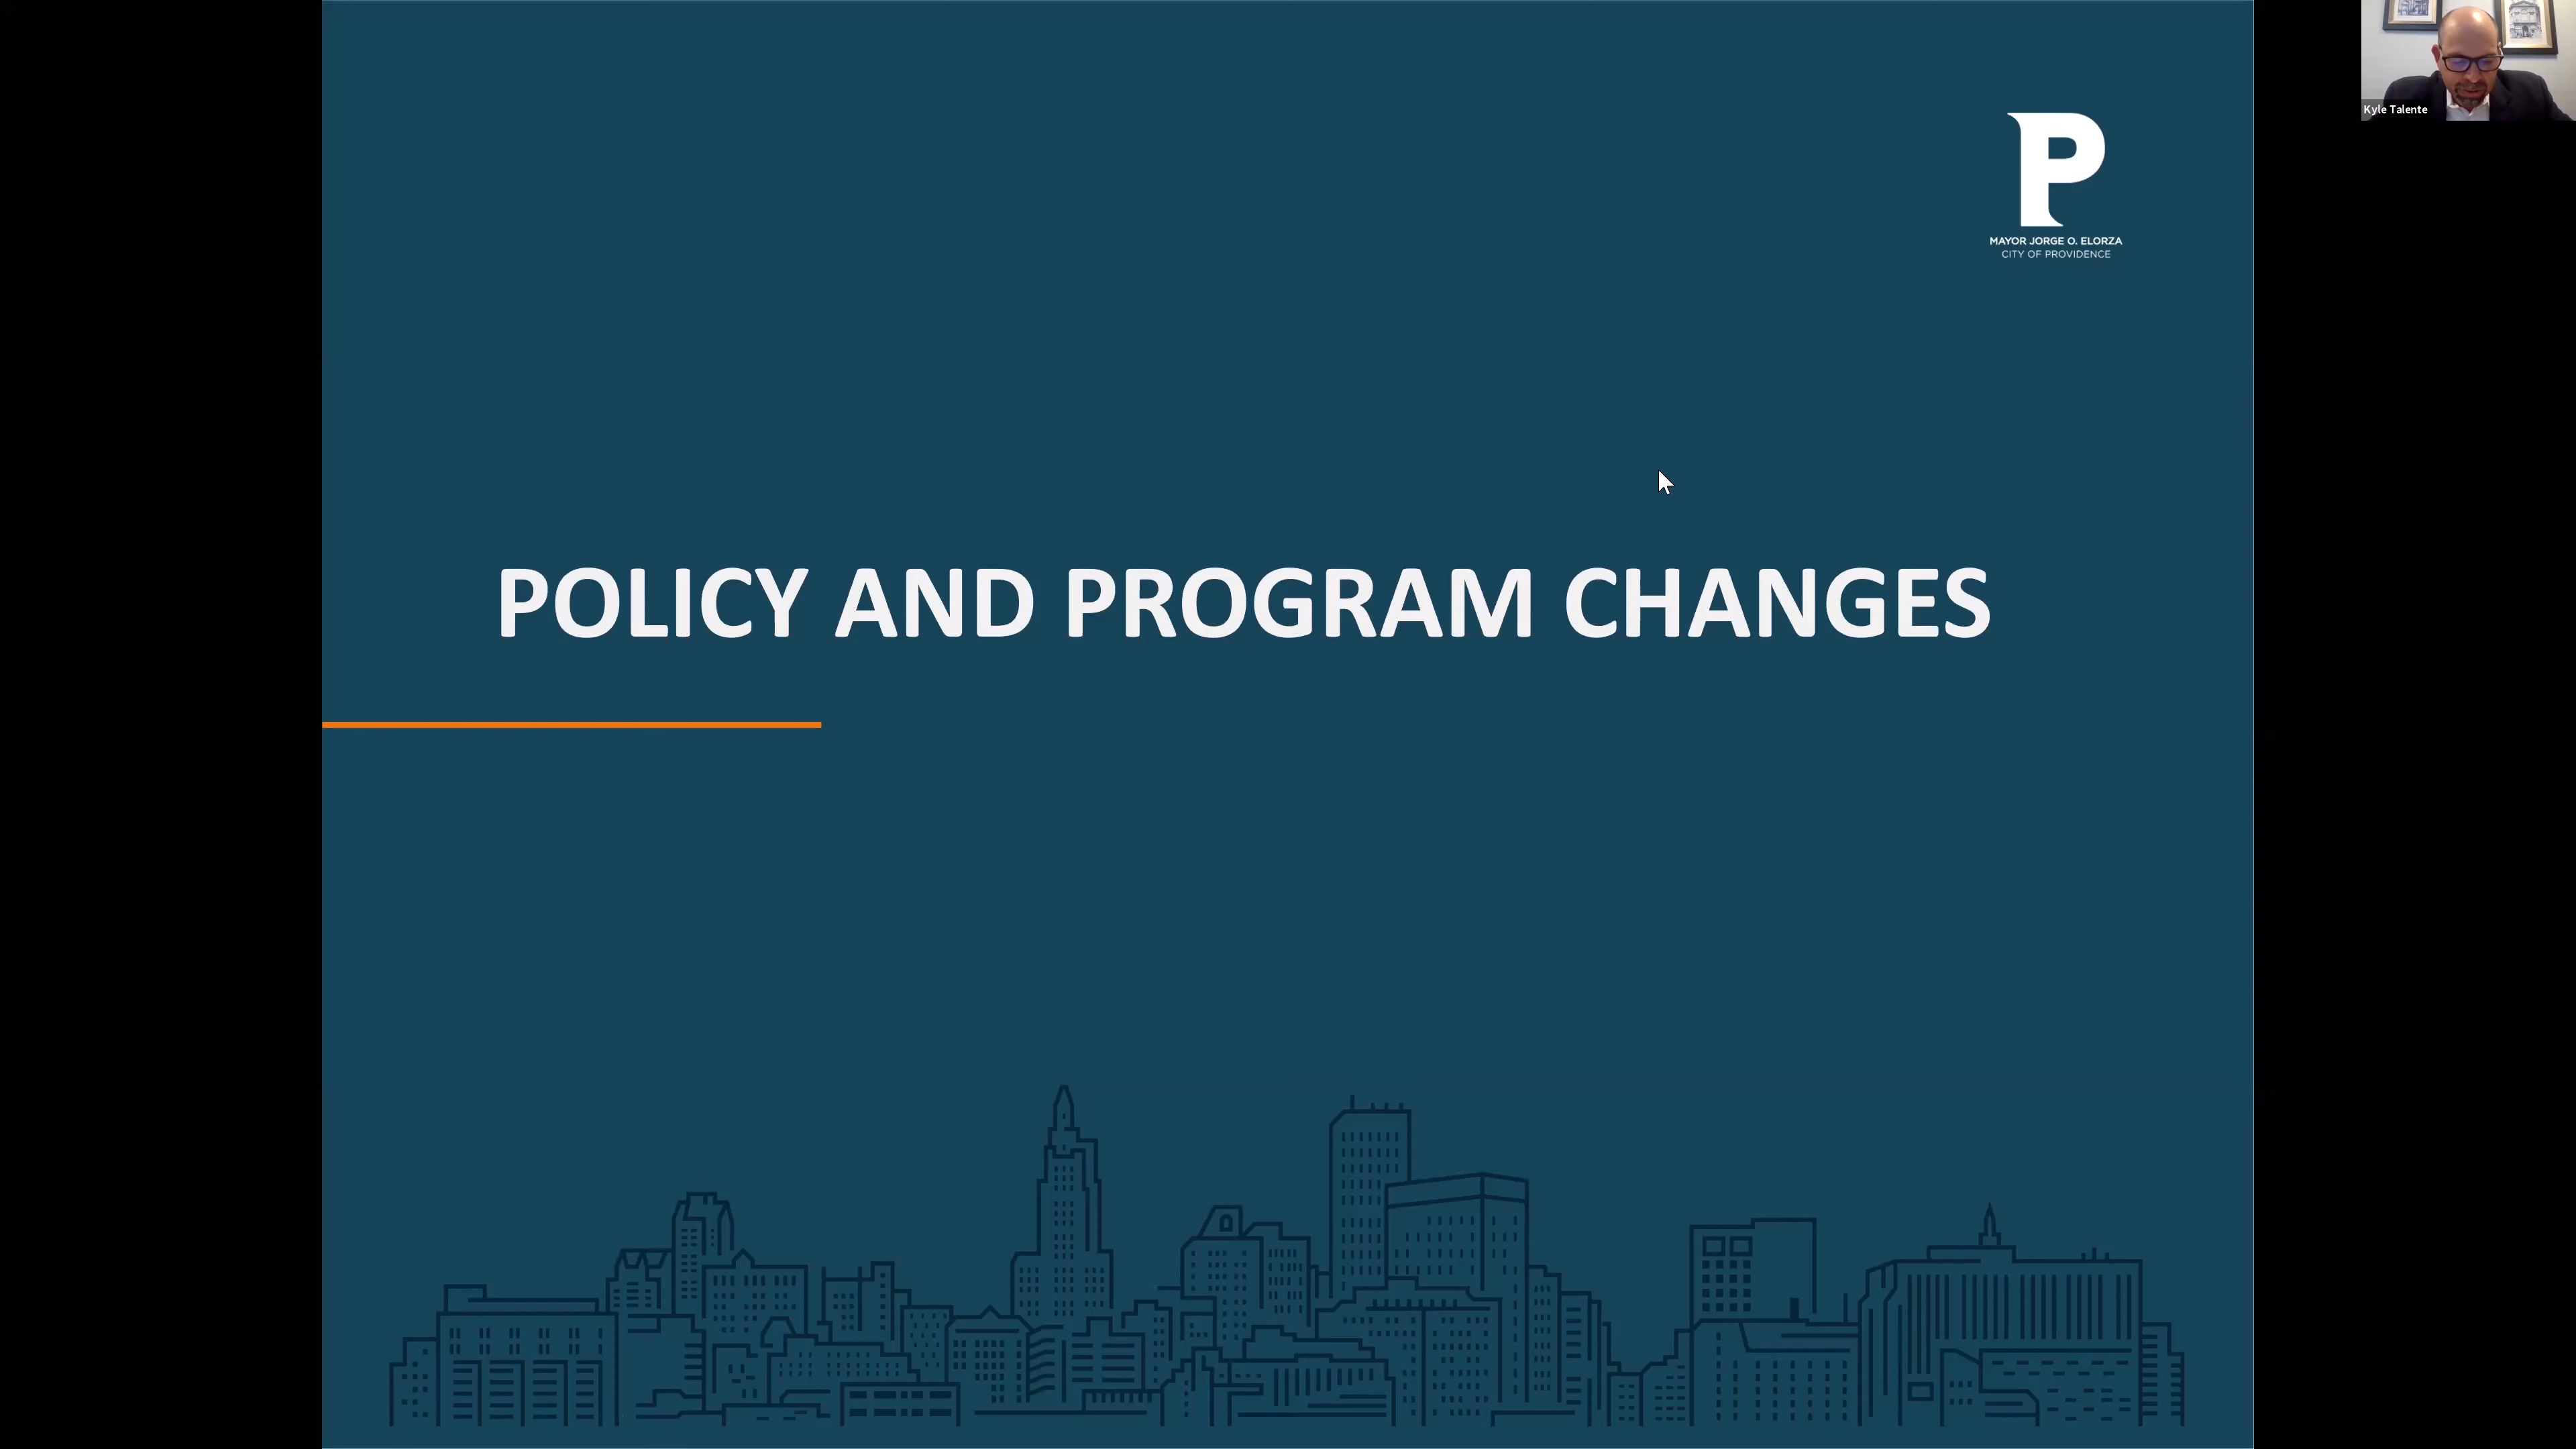 Kyle Talente
P
MAYOR JORGE O. ELORZA
CITY OF PROVIDENCE
POLICY AND PROGRAM CHANGES